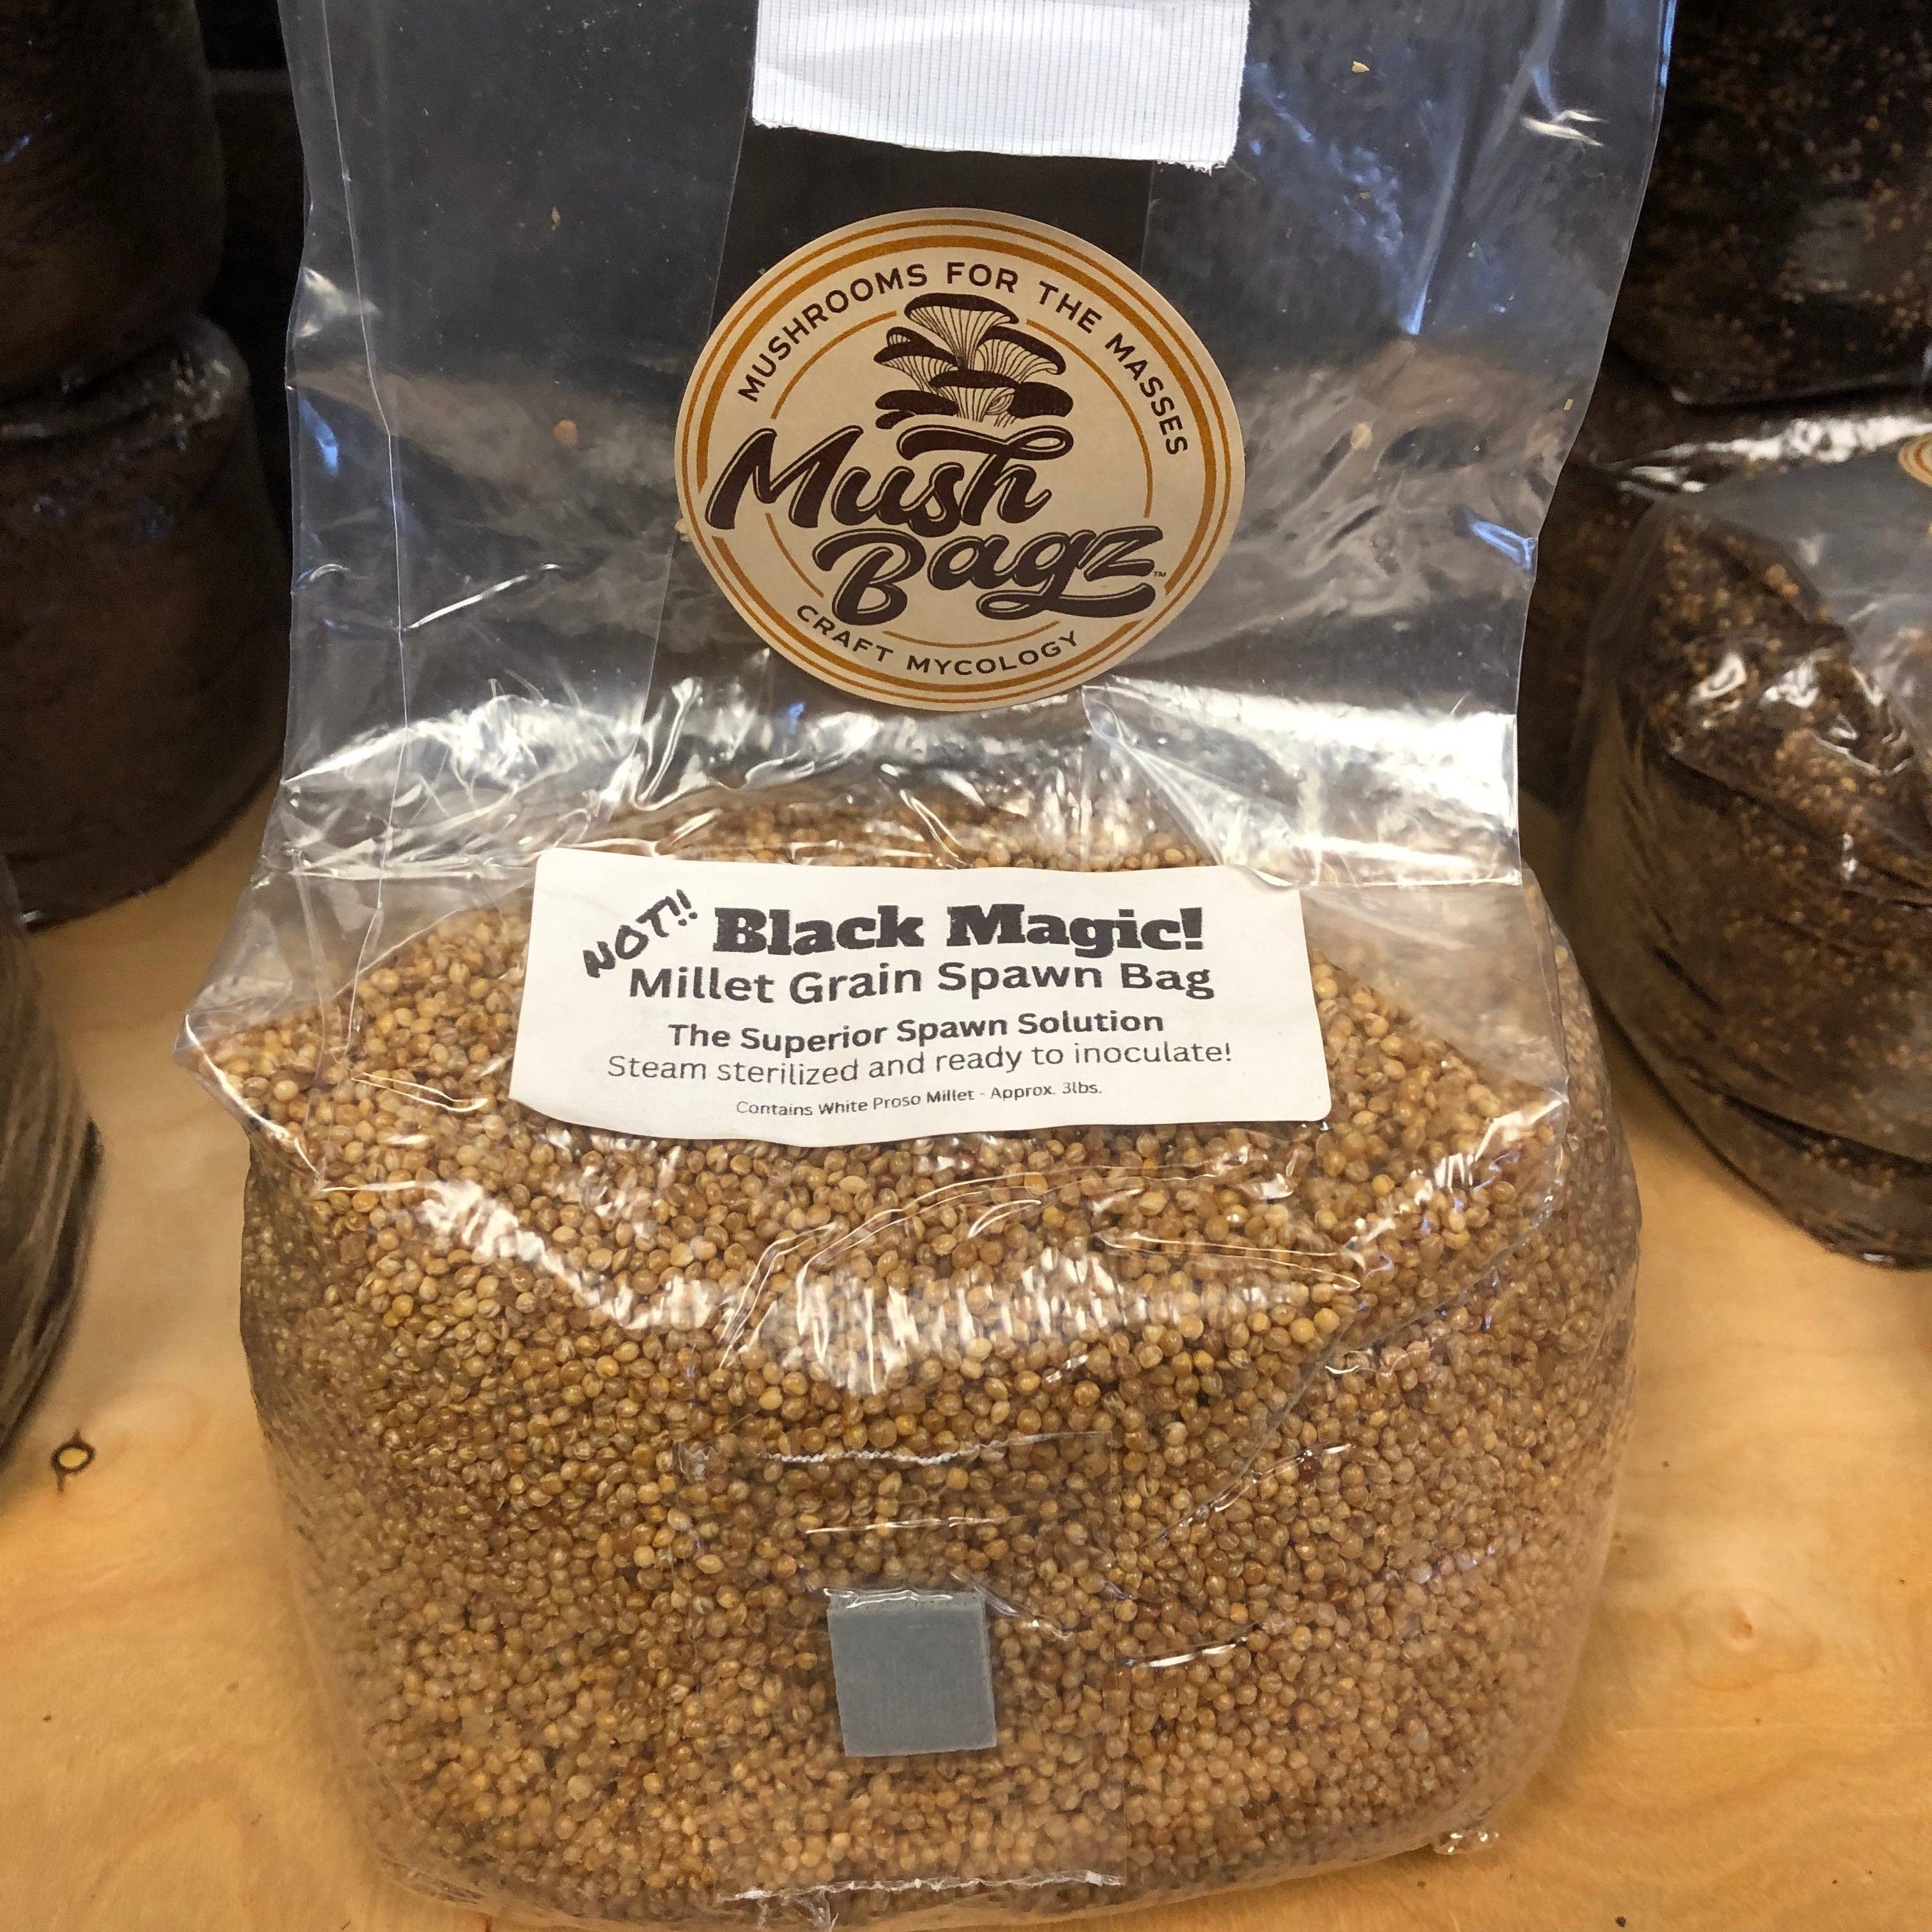 MUSHROOMS FOR THE MASSES
Mush
Bagz™
CRAFT MYCOLOGY
NOT!! Black Magic!
Millet Grain Spawn Bag
The Superior Spawn Solution
Steam sterilized and ready to inoculate!
Contains White Proso Millet - Approx. 3lbs.